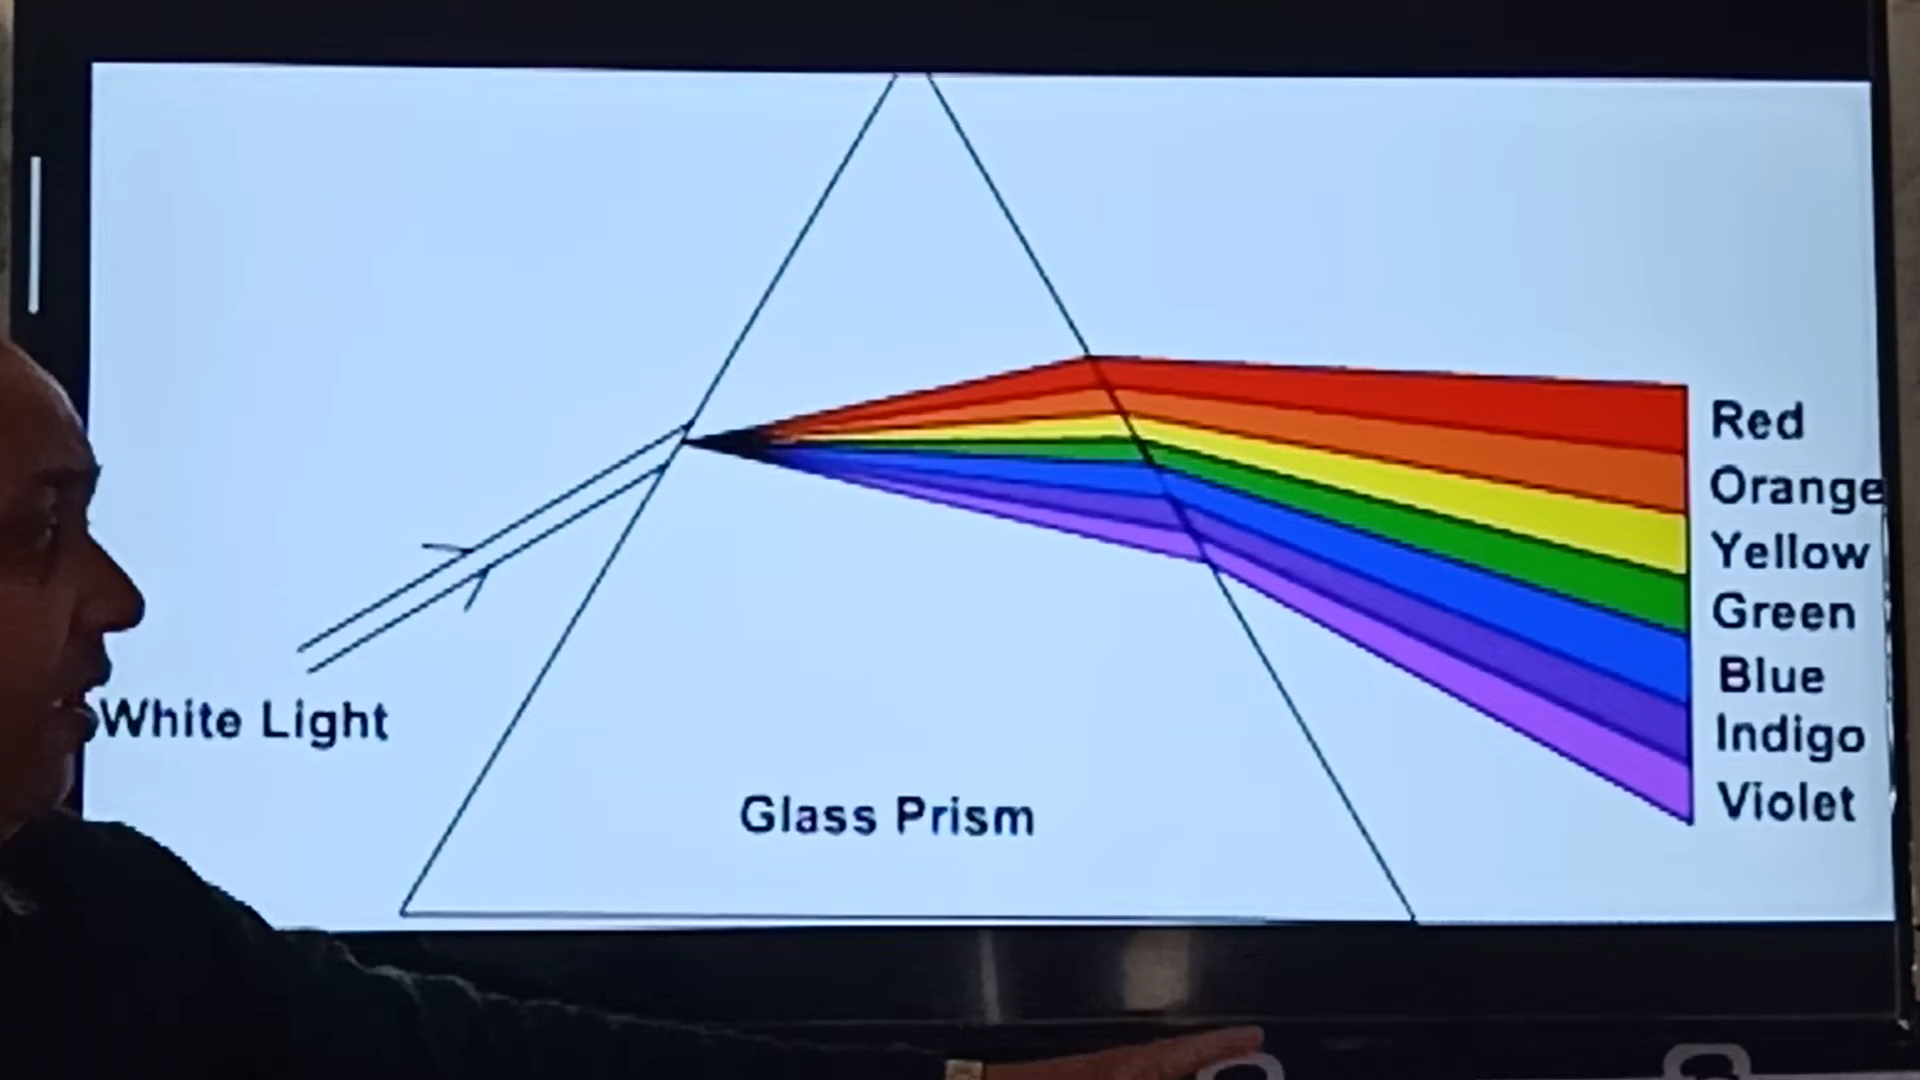 Red
Orange
Yellow
Green
Blue
Indigo
Violet
White Light
Glass Prism